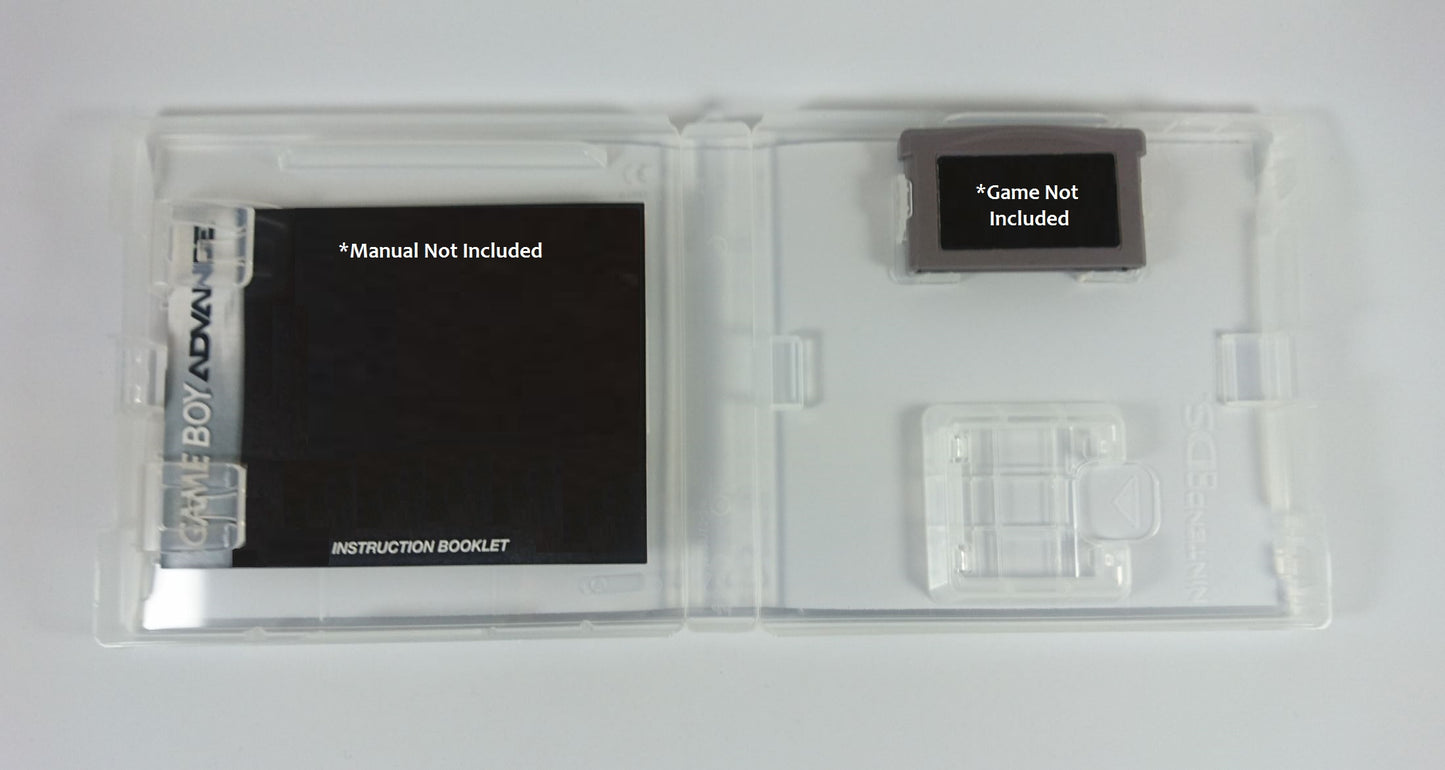 *Manual Not Included
GAME BOY ADVANCE
INSTRUCTION BOOKLET
*Game Not
Included
NINTENDO DS